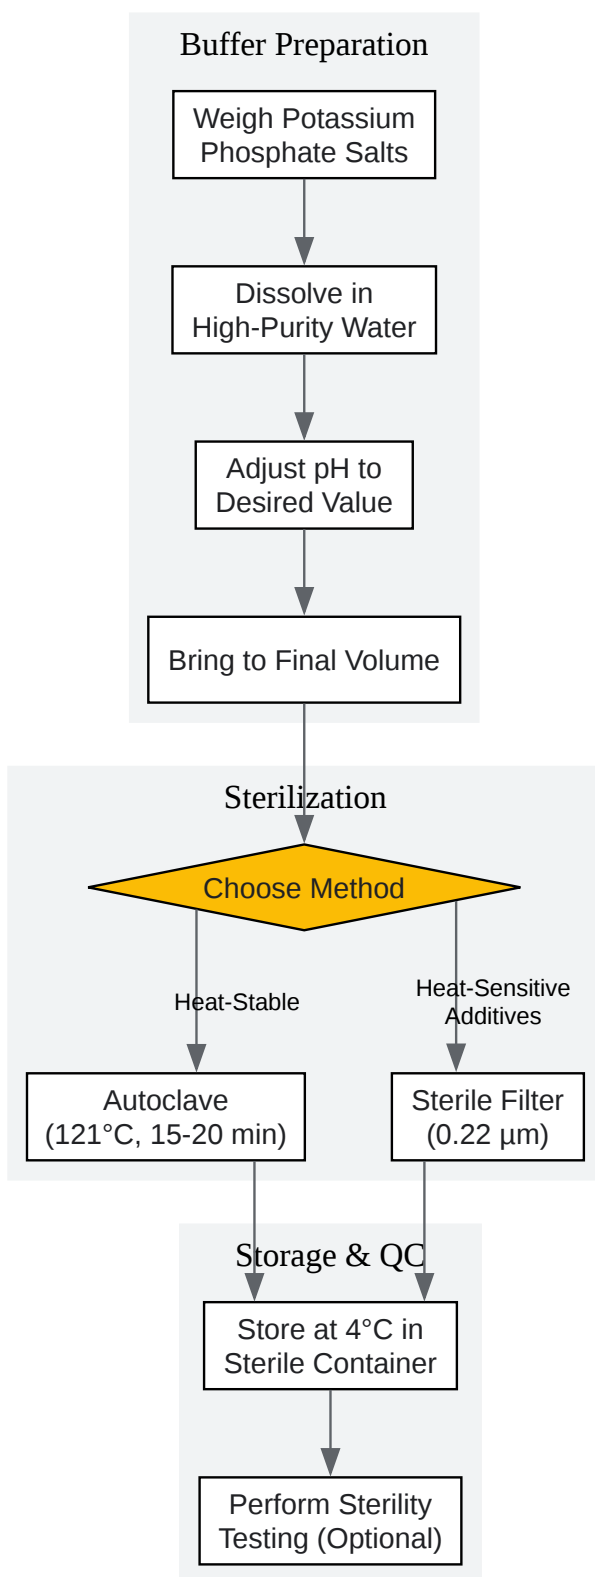 Buffer Preparation
Weigh Potassium
Phosphate Salts
Dissolve in
High-Purity Water
Adjust pH to
Desired Value
Bring to Final Volume
Sterilization
Choose Method
Heat-Stable
Heat-Sensitive
Additives
Autoclave
(121°C, 15-20 min)
Sterile Filter
(0.22 µm)
Storage & QC
Store at 4°C in
Sterile Container
Perform Sterility
Testing (Optional)